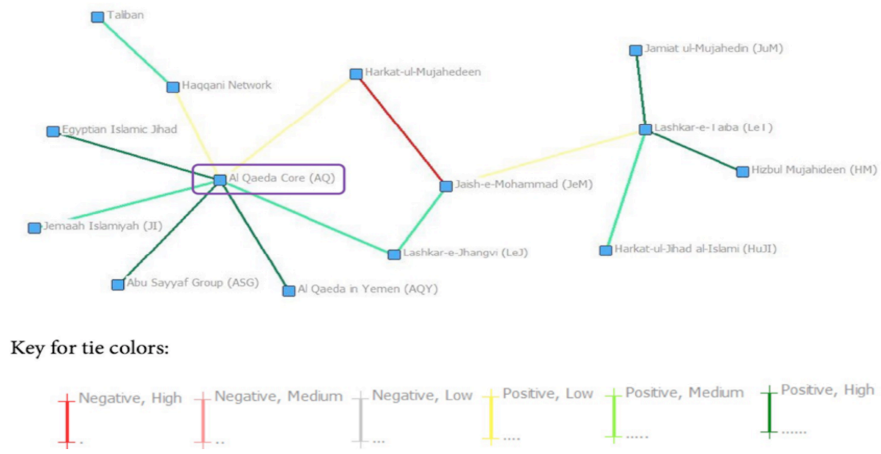 Taliban
Jamiat ul-Mujahedin (JuM)
Harkat-ul-Mujahedeen
Haqqani Network
Egyptian Islamic Jihad
Lashkar-e-Taiba (LeT)
Al Qaeda Core (AQ)
Hizbul Mujahideen (HM)
Jaish-e-Mohammad (JeM)
Jemaah Islamiyah (JI)
Lashkar-e-Jhangvi (LeJ)
Harkat-ul-Jihad al-Islami (HuJI)
Abu Sayyaf Group (ASG)
Al Qaeda in Yemen (AQY)
Key for tie colors:
Negative, High
Negative, Medium
Negative, Low
Positive, Low
Positive, Medium
Positive, High
.
..
...
....
.....
......